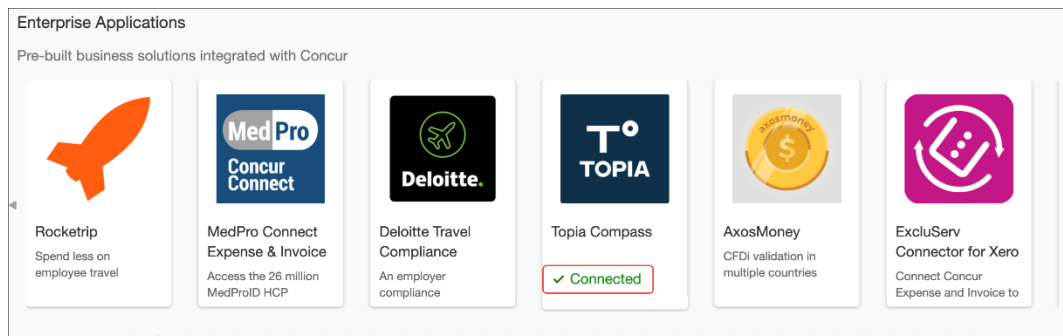 Enterprise Applications
Pre-built business solutions integrated with Concur
Med Pro
Concur
Connect
Deloitte.
T°
TOPIA
axosmoney
$
Rocketrip
Spend less on
employee travel
MedPro Connect
Expense & Invoice
Access the 26 million
MedProID HCP
Deloitte Travel
Compliance
An employer
compliance
Topia Compass
✓ Connected
AxosMoney
CFDi validation in
multiple countries
ExcluServ
Connector for Xero
Connect Concur
Expense and Invoice to